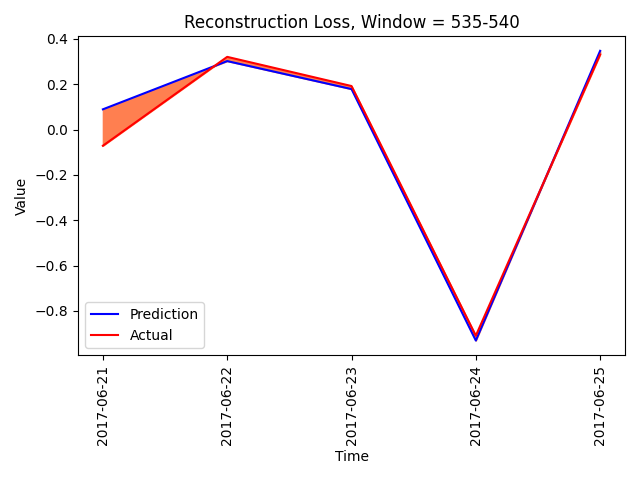 Reconstruction Loss, Window = 535-540
0.4
0.2
0.0
−0.2
−0.4
−0.6
−0.8
Value
Prediction
Actual
2017-06-21
2017-06-22
2017-06-23
2017-06-24
2017-06-25
Time